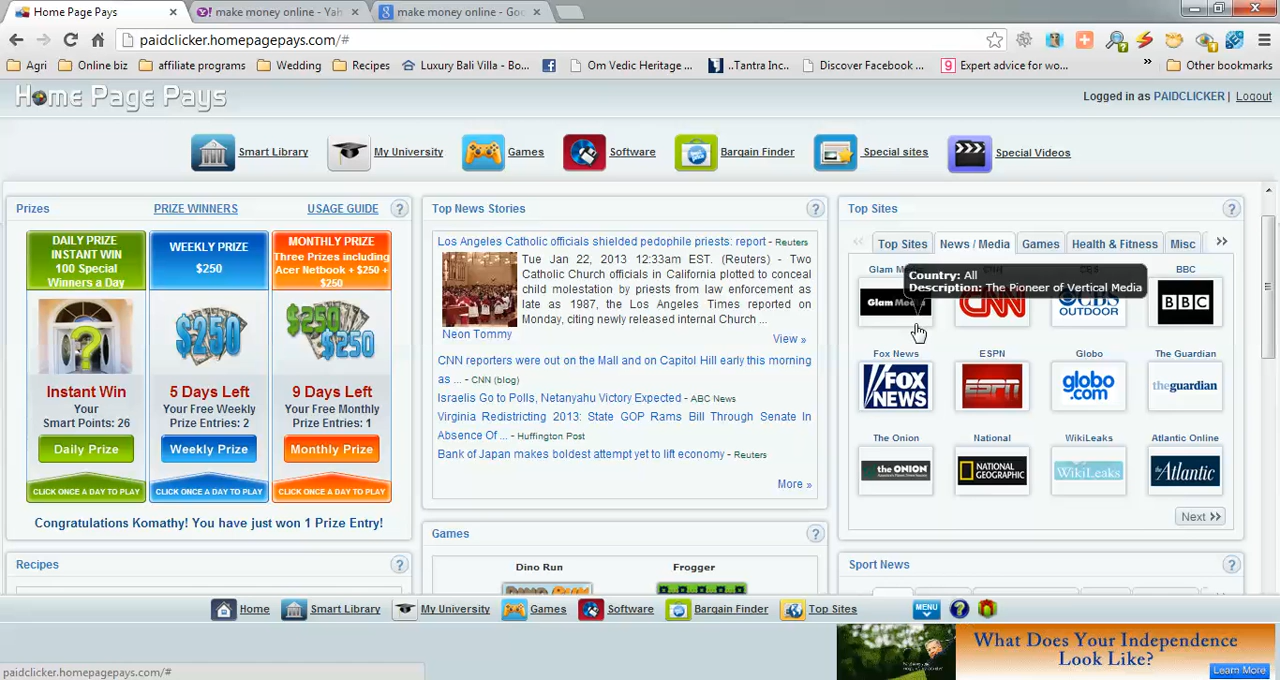 Home Page Pays
make money online - Yah
make money online - Goo
paidclicker.homepagepays.com/#
Agri
Online biz
affiliate programs
Wedding
Recipes
Luxury Bali Villa - Bo...
Om Vedic Heritage ...
..Tantra Inc..
Discover Facebook ...
Expert advice for wo...
»
Other bookmarks
Home Page Pays
Logged in as PAIDCLICKER | Logout
Smart Library
My University
Games
Software
Bargain Finder
Special sites
Special Videos
Prizes
PRIZE WINNERS
USAGE GUIDE
?
DAILY PRIZE
INSTANT WIN
100 Special
Winners a Day
Instant Win
Your
Smart Points: 26
Daily Prize
CLICK ONCE A DAY TO PLAY
WEEKLY PRIZE
$250
$250
5 Days Left
Your Free Weekly
Prize Entries: 2
Weekly Prize
CLICK ONCE A DAY TO PLAY
MONTHLY PRIZE
Three Prizes including
Acer Netbook + $250 +
$250
$250
$250
9 Days Left
Your Free Monthly
Prize Entries: 1
Monthly Prize
CLICK ONCE A DAY TO PLAY
Congratulations Komathy! You have just won 1 Prize Entry!
Recipes
?
Top News Stories
?
Los Angeles Catholic officials shielded pedophile priests: report - Reuters
Tue Jan 22, 2013 12:33am EST. (Reuters) - Two
Catholic Church officials in California plotted to
conceal child molestation by priests from law
enforcement as late as 1987, the Los Angeles
Times reported on Monday, citing newly released
internal Church ...
Neon Tommy
View »
CNN reporters were out on the Mall and on Capitol Hill early this morning
as ... - CNN (blog)
Israelis Go to Polls, Netanyahu Victory Expected - ABC News
Virginia Redistricting 2013: State GOP Rams Bill Through Senate In
Absence Of ... - Huffington Post
Bank of Japan makes boldest attempt yet to lift economy - Reuters
More »
Games
?
Dino Run
Frogger
Top Sites
?
Top Sites
News / Media
Games
Health & Fitness
Misc
Glam Me
BBC
Country: All
Description: The Pioneer of Vertical Media
Glam Media
CNN
CBS
OUTDOOR
BBC
Fox News
ESPN
Globo
The Guardian
FOX
NEWS
ESPN
globo
.com
theguardian
The Onion
National
WikiLeaks
Atlantic Online
the ONION
NATIONAL
GEOGRAPHIC
WikiLeaks
the Atlantic
Next
Sport News
?
Home
Smart Library
My University
Games
Software
Bargain Finder
Top Sites
MENU
?
What Does Your Independence
Look Like?
Learn More
paidclicker.homepagepays.com/#